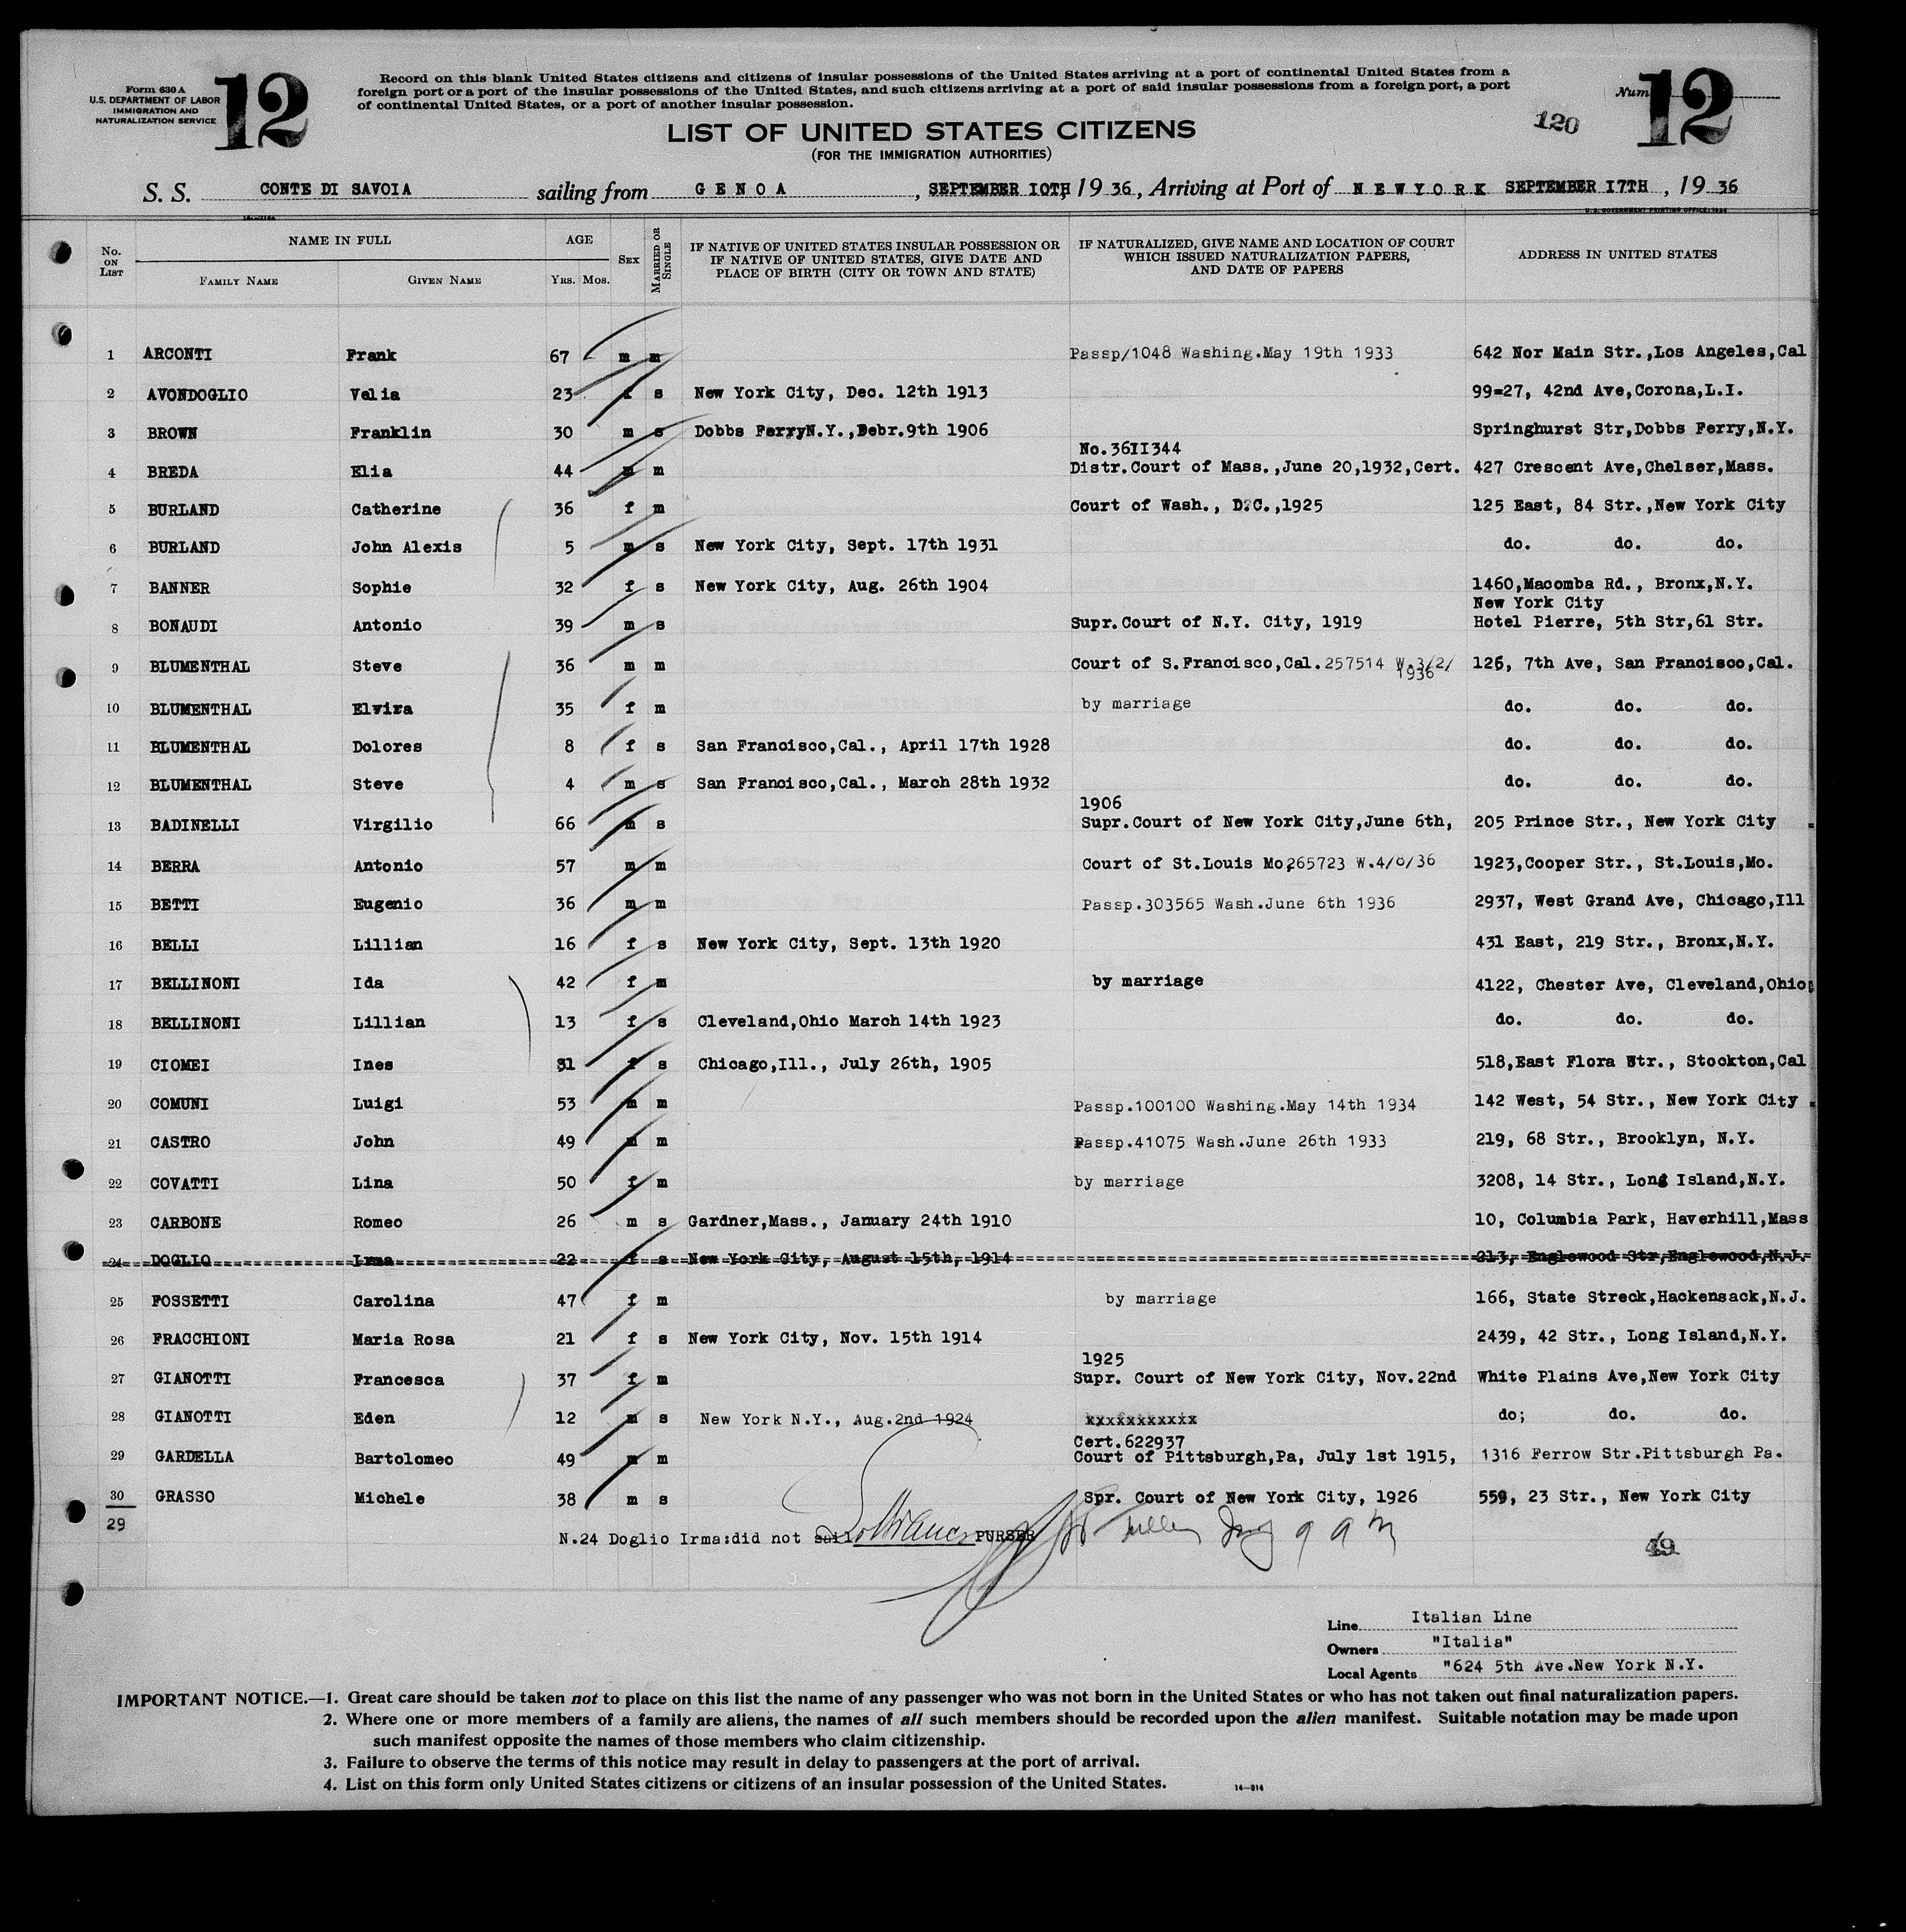 Form 630 A
U.S. DEPARTMENT OF LABOR
IMMIGRATION AND
NATURALIZATION SERVICE
12
Record on this blank United States citizens and citizens of insular possessions of the United States arriving at a port of continental United States from a
foreign port or a port of the insular possessions of the United States, and such citizens arriving at a port of said insular possessions from a foreign port, a port
of continental United States, or a port of another insular possession.
Num
12
120
LIST OF UNITED STATES CITIZENS
(FOR THE IMMIGRATION AUTHORITIES)
S. S. CONTE DI SAVOIA sailing from GENOA, SEPTEMBER IOTH, 19 36, Arriving at Port of NEWYORK SEPTEMBER I7TH, 19 36
U. S. GOVERNMENT PRINTING OFFICE: 1934
No. ON LIST
NAME IN FULL
FAMILY NAME GIVEN NAME
AGE
YRS. MOS.
SEX
MARRIED OR SINGLE
IF NATIVE OF UNITED STATES INSULAR POSSESSION OR
IF NATIVE OF UNITED STATES, GIVE DATE AND
PLACE OF BIRTH (CITY OR TOWN AND STATE)
IF NATURALIZED, GIVE NAME AND LOCATION OF COURT
WHICH ISSUED NATURALIZATION PAPERS,
AND DATE OF PAPERS
ADDRESS IN UNITED STATES
1 ARCONTI Frank 67 m m Passp/1048 Washing.May 19th 1933 642 Nor Main Str.,Los Angeles,Cal
2 AVONDOGLIO Velia 23 f s New York City, Dec. 12th 1913 99=27, 42nd Ave,Corona,L.I.
3 BROWN Franklin 30 m s Dobbs FerryN.Y.,Febr.9th 1906 Springhurst Str,Dobbs Ferry,N.Y.
No.36II344
4 BREDA Elia 44 m m Distr.Court of Mass.,June 20,1932,Cert. 427 Crescent Ave,Chelser,Mass.
5 BURLAND Catherine 36 f m Court of Wash., D.C.,1925 125 East, 84 Str.,New York City
6 BURLAND John Alexis 5 m s New York City, Sept. 17th 1931 do. do. do.
7 BANNER Sophie 32 f s New York City, Aug. 26th 1904 1460,Macomba Rd., Bronx,N.Y.
New York City
8 BONAUDI Antonio 39 m s Supr.Court of N.Y. City, 1919 Hotel Pierre, 5th Str,61 Str.
9 BLUMENTHAL Steve 36 m m Court of S.Francisco,Cal.257514 W.3/2/ 126, 7th Ave, San Francisco,Cal.
1936
10 BLUMENTHAL Elvira 35 f m by marriage do. do. do.
11 BLUMENTHAL Dolores 8 f s San Francisco,Cal., April 17th 1928 do. do. do.
12 BLUMENTHAL Steve 4 m s San Francisco,Cal., March 28th 1932 do. do. do.
1906
13 BADINELLI Virgilio 66 m s Supr.Court of New York City,June 6th, 205 Prince Str., New York City
14 BERRA Antonio 57 m m Court of St.Louis Mo,265723 W.4/8/36 1923,Cooper Str., St.Louis,Mo.
15 BETTI Eugenio 36 m m Passp.303565 Wash.June 6th 1936 2937, West Grand Ave, Chicago,Ill
16 BELLI Lillian 16 f s New York City, Sept. 13th 1920 431 East, 219 Str., Bronx,N.Y.
17 BELLINONI Ida 42 f m by marriage 4122, Chester Ave, Cleveland,Ohio
18 BELLINONI Lillian 13 f s Cleveland,Ohio March 14th 1923 do. do. do.
19 CIOMEI Ines 31 f s Chicago,Ill., July 26th, 1905 518,East Flora Wtr., Stockton,Cal
20 COMUNI Luigi 53 m m Passp.100100 Washing.May 14th 1934 142 West, 54 Str., New York City
21 CASTRO John 49 m m Passp.41075 Wash.June 26th 1933 219, 68 Str., Brooklyn, N.Y.
22 COVATTI Lina 50 f m by marriage 3208, 14 Str., Long Island,N.Y.
23 CARBONE Romeo 26 m s Gardner,Mass., January 24th 1910 10, Columbia Park, Haverhill,Mass
24 DOGLIO Irma 22 f s New York City, August 15th, 1914 213, Englewood Str,Englewood,N.J.
25 FOSSETTI Carolina 47 f m by marriage 166, State Streck,Hackensack,N.J.
26 FRACCHIONI Maria Rosa 21 f s New York City, Nov. 15th 1914 2439, 42 Str., Long Island,N.Y.
1925
27 GIANOTTI Francesca 37 f m Supr. Court of New York City, Nov.22nd White Plains Ave,New York City
28 GIANOTTI Eden 12 m s New York N.Y., Aug.2nd 1924 xxxxxxxxxxx do; do. do.
Cert.622937
29 GARDELLA Bartolomeo 49 m m Court of Pittsburgh,Pa, July 1st 1915, 1316 Ferrow Str.Pittsburgh Pa.
30 GRASSO Michele 38 m s Spr. Court of New York City, 1926 559, 23 Str., New York City
29
N.24 Doglio Irma:did not sail PURSER
Line Italian Line
Owners "Italia"
Local Agents "624 5th Ave.New York N.Y.
IMPORTANT NOTICE.—1. Great care should be taken not to place on this list the name of any passenger who was not born in the United States or who has not taken out final naturalization papers.
2. Where one or more members of a family are aliens, the names of all such members should be recorded upon the alien manifest. Suitable notation may be made upon
such manifest opposite the names of those members who claim citizenship.
3. Failure to observe the terms of this notice may result in delay to passengers at the port of arrival.
4. List on this form only United States citizens or citizens of an insular possession of the United States.
14—914